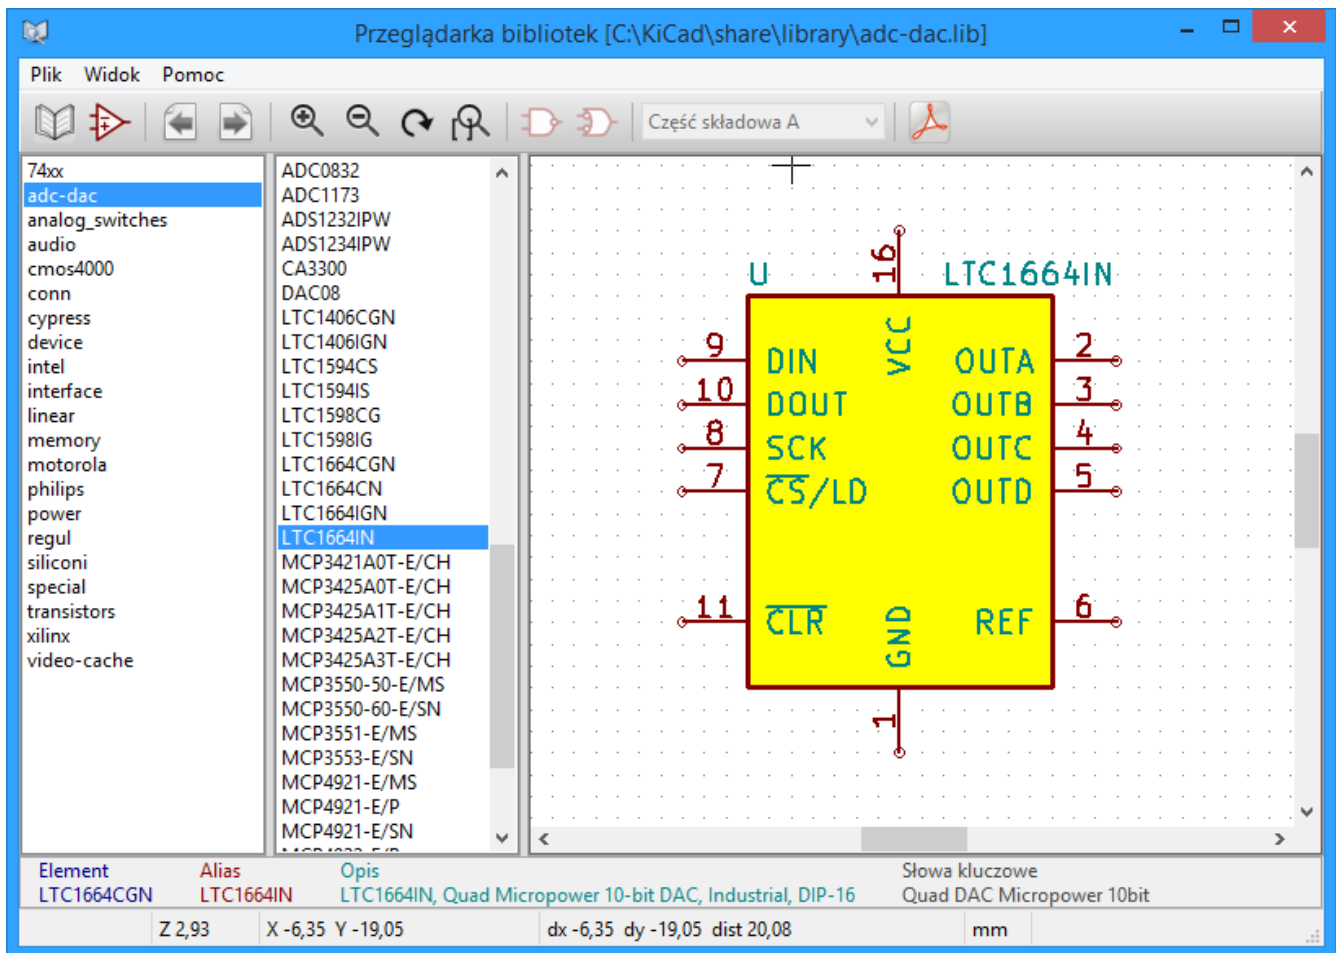 Przeglądarka bibliotek [C:\KiCad\share\library\adc-dac.lib]
Plik Widok Pomoc
Część składowa A
74xx
adc-dac
analog_switches
audio
cmos4000
conn
cypress
device
intel
interface
linear
memory
motorola
philips
power
regul
siliconi
special
transistors
xilinx
video-cache
ADC0832
ADC1173
ADS1232IPW
ADS1234IPW
CA3300
DAC08
LTC1406CGN
LTC1406IGN
LTC1594CS
LTC1594IS
LTC1598CG
LTC1598IG
LTC1664CGN
LTC1664CN
LTC1664IGN
LTC1664IN
MCP3421A0T-E/CH
MCP3425A0T-E/CH
MCP3425A1T-E/CH
MCP3425A2T-E/CH
MCP3425A3T-E/CH
MCP3550-50-E/MS
MCP3550-60-E/SN
MCP3551-E/MS
MCP3553-E/SN
MCP4921-E/MS
MCP4921-E/P
MCP4921-E/SN
U 16 LTC1664IN
VCC
9 DIN OUTA 2
10 DOUT OUTB 3
8 SCK OUTC 4
7 CS/LD OUTD 5
11 CLR GND REF 6
1
Element Alias Opis Słowa kluczowe
LTC1664CGN LTC1664IN LTC1664IN, Quad Micropower 10-bit DAC, Industrial, DIP-16 Quad DAC Micropower 10bit
Z 2,93 X -6,35 Y -19,05 dx -6,35 dy -19,05 dist 20,08 mm